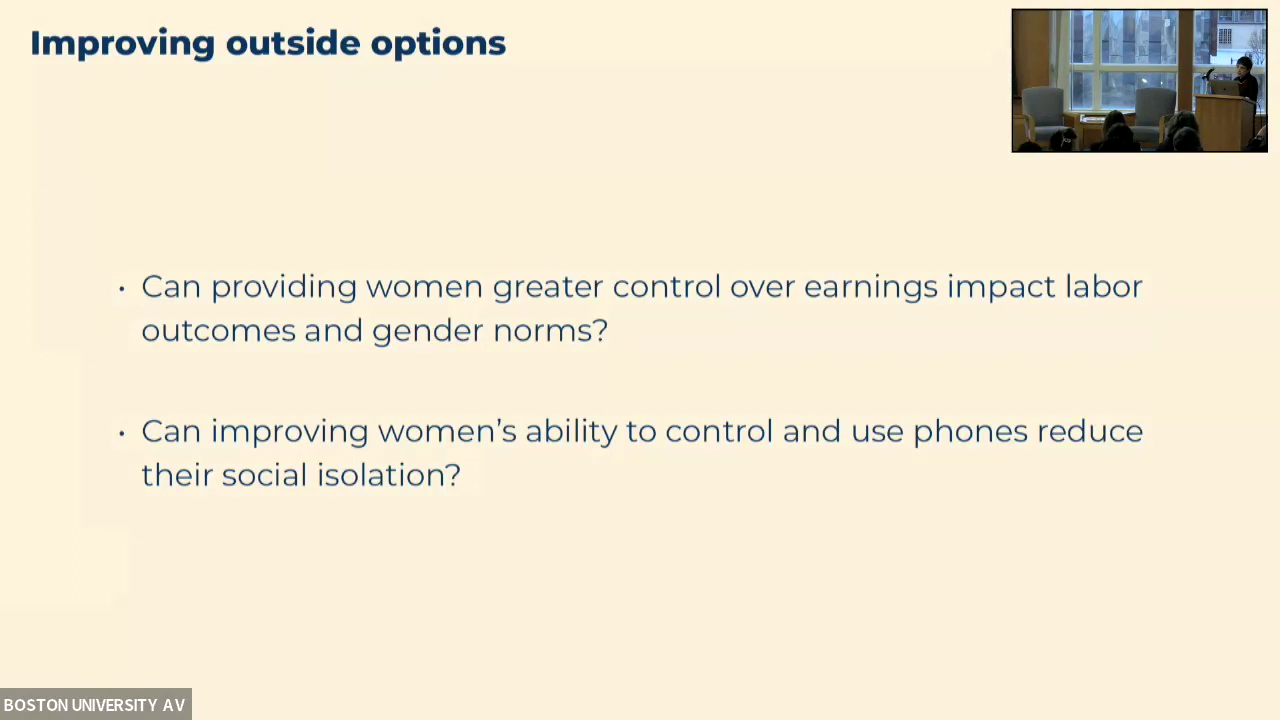 Improving outside options
• Can providing women greater control over earnings impact labor
outcomes and gender norms?
• Can improving women’s ability to control and use phones reduce
their social isolation?
BOSTON UNIVERSITY AV